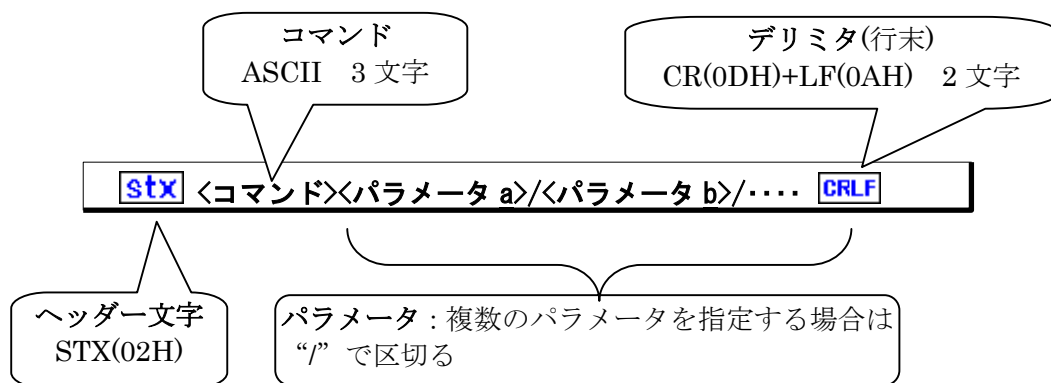 コマンド
ASCII 3 文字
デリミタ(行末)
CR(0DH)+LF(0AH) 2 文字
stx <コマンド><パラメータ a>/<パラメータ b>/‥‥ CRLF
ヘッダー文字
STX(02H)
パラメータ:複数のパラメータを指定する場合は
“/”で区切る